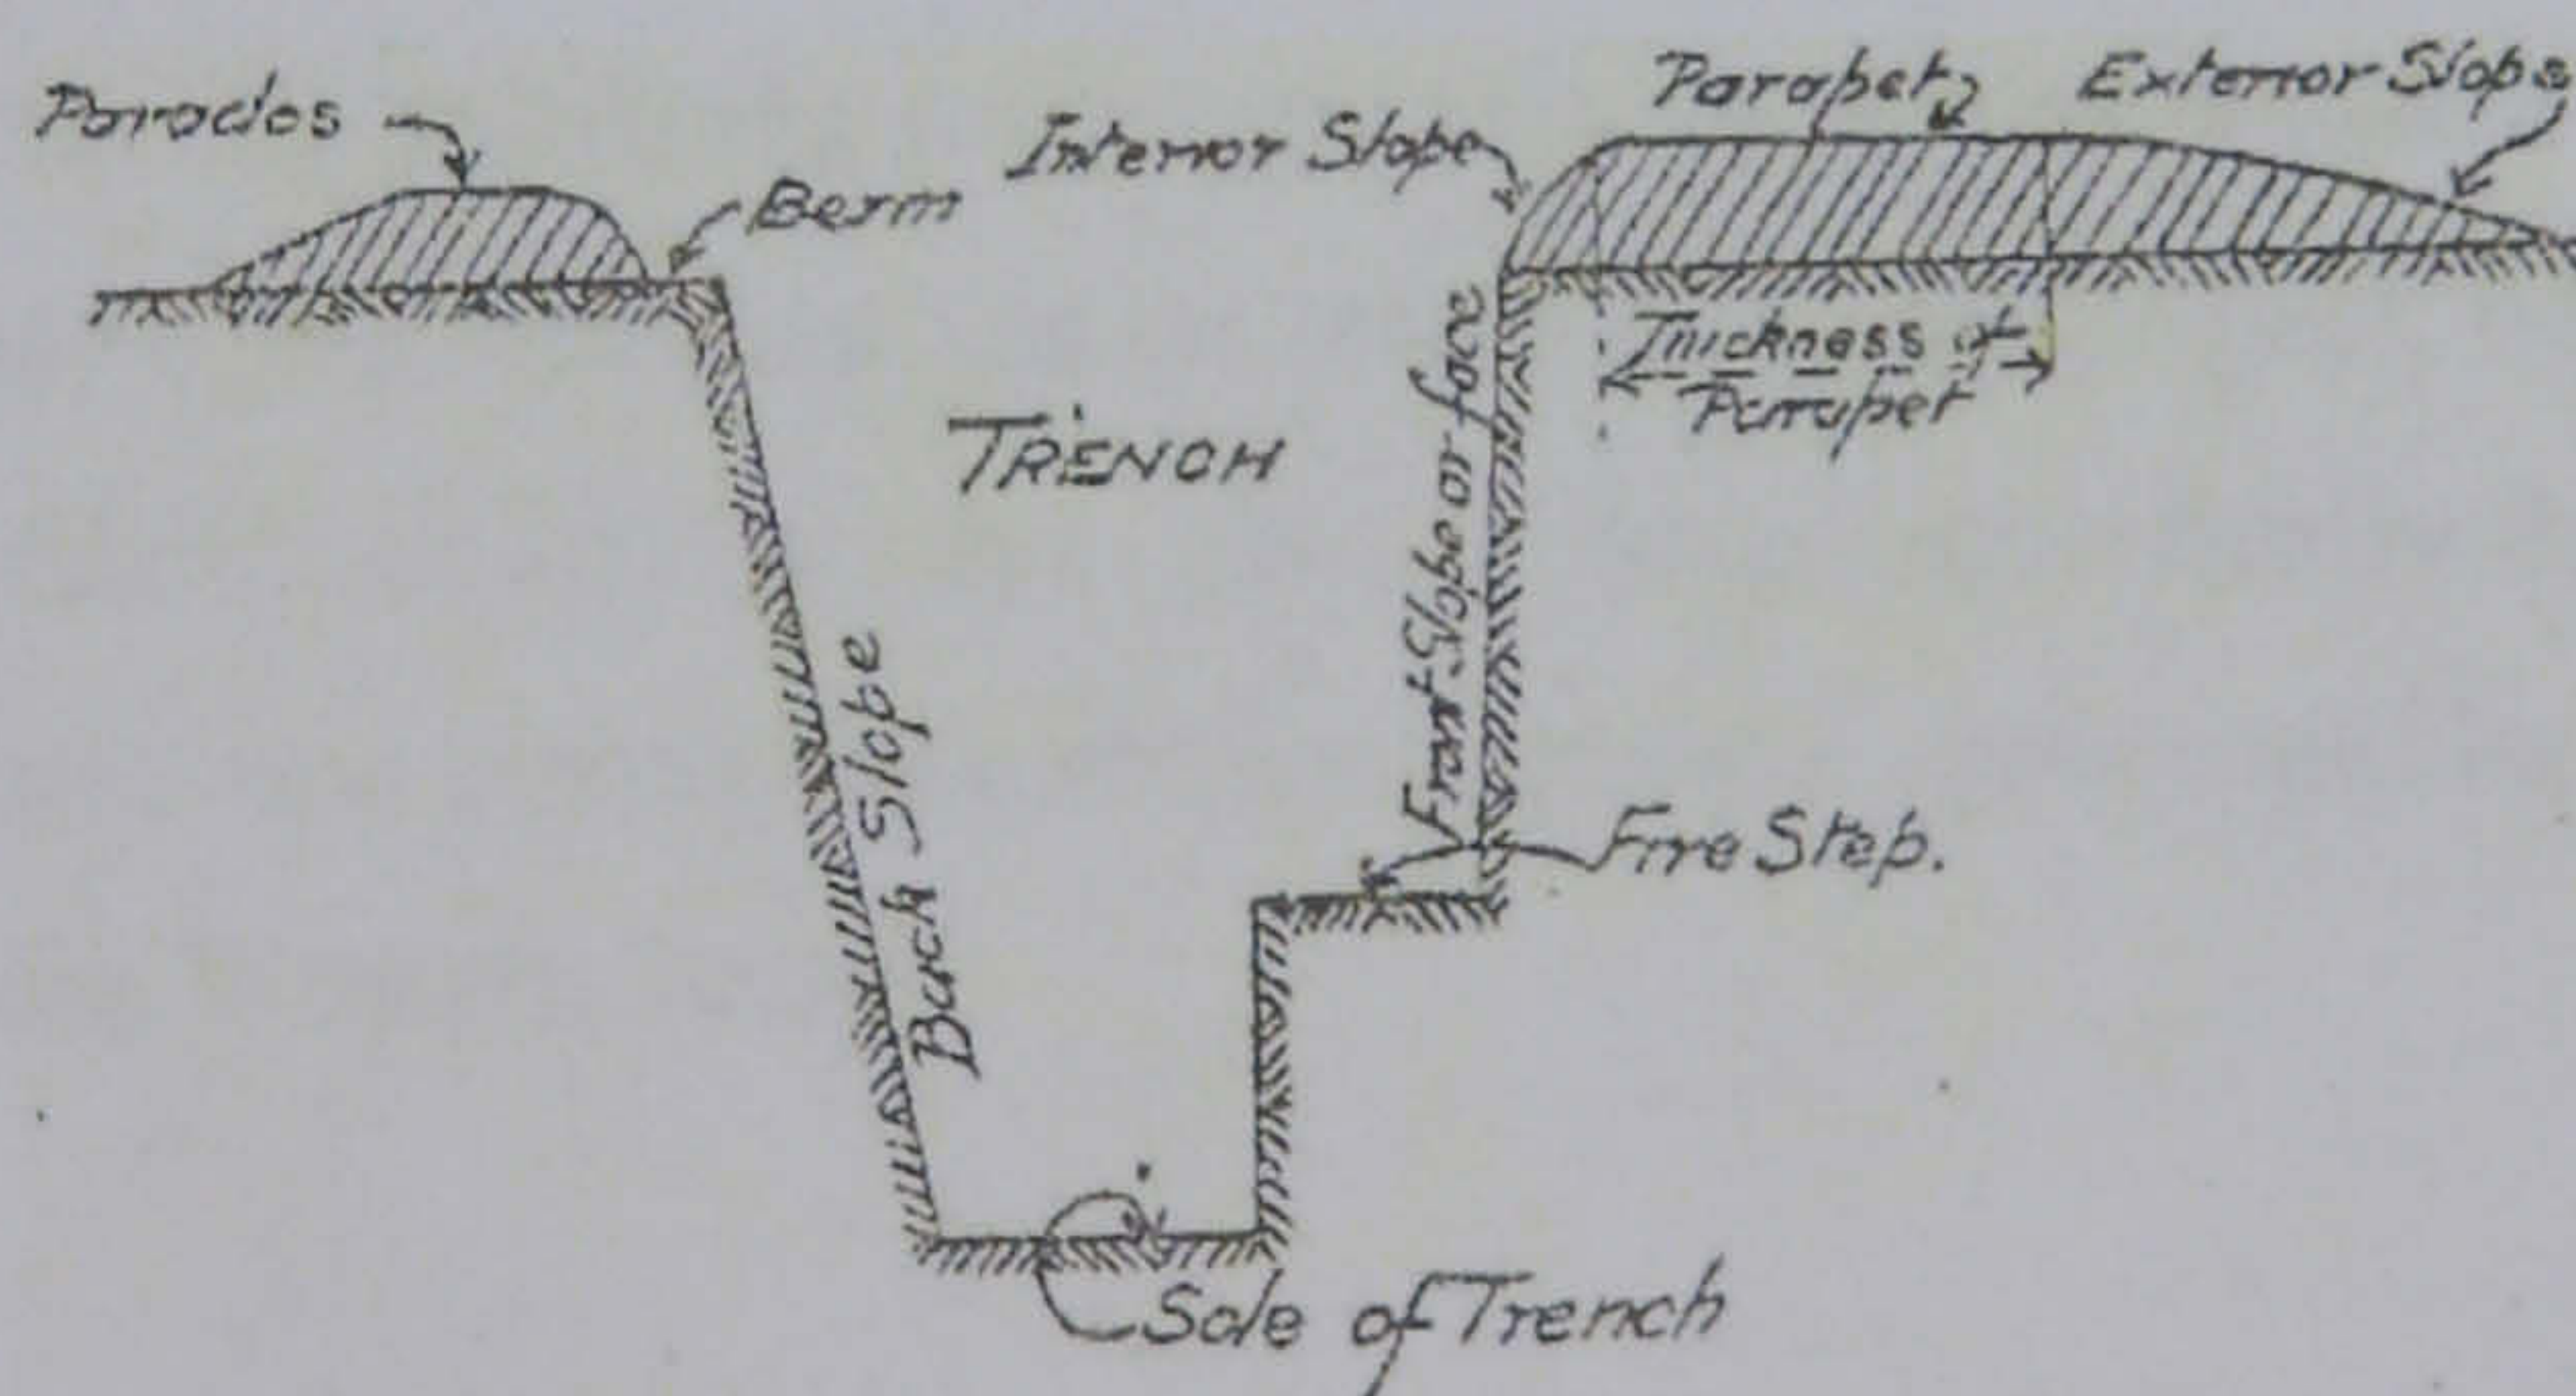 Parados
Berm
Interior Slope
Parapet
Exterior Slope
TRENCH
Thickness of
Parapet
Front Slope or face
Back Slope
Fire Step.
Sole of Trench